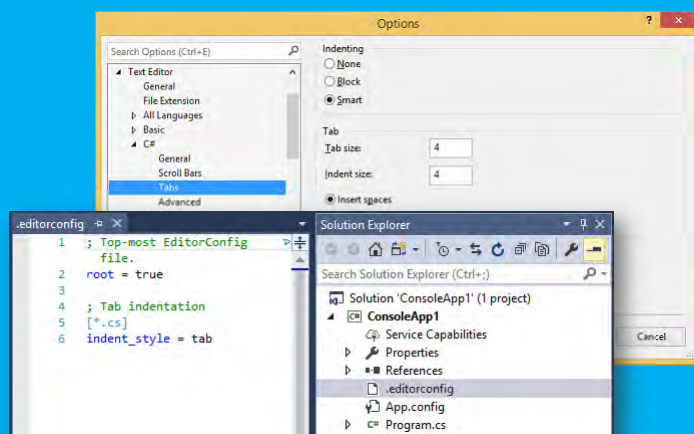 Options
?
Search Options (Ctrl+E)
Text Editor
General
File Extension
All Languages
Basic
C#
General
Scroll Bars
Tabs
Advanced
Indenting
None
Block
Smart
Tab
Tab size: 4
Indent size: 4
Insert spaces
Cancel
.editorconfig
1 ; Top-most EditorConfig
file.
2 root = true
3
4 ; Tab indentation
5 [*.cs]
6 indent_style = tab
Solution Explorer
Search Solution Explorer (Ctrl+;)
Solution 'ConsoleApp1' (1 project)
C# ConsoleApp1
Service Capabilities
Properties
References
.editorconfig
App.config
C# Program.cs